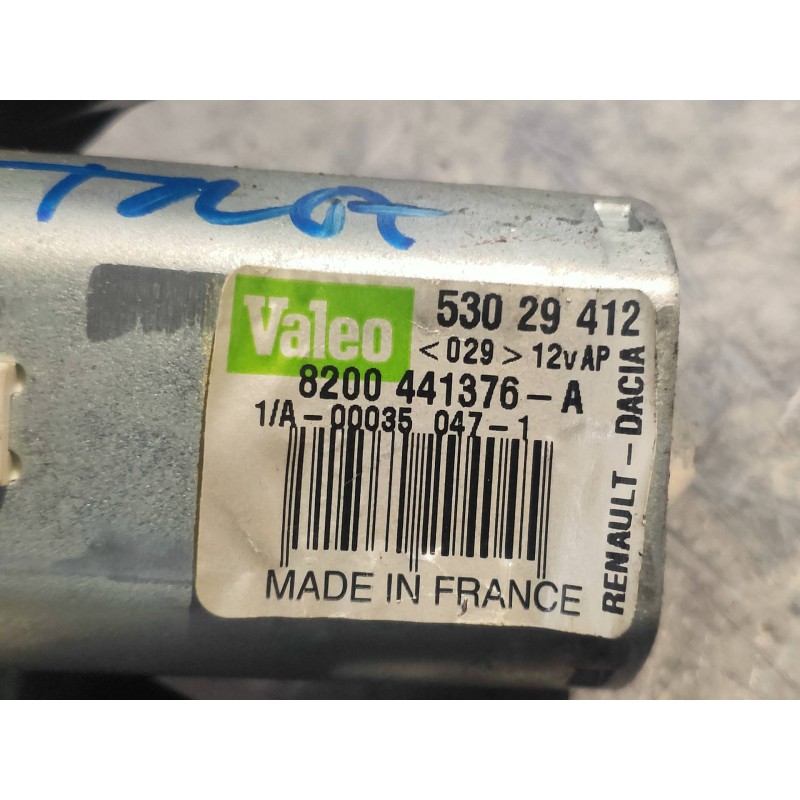 Valeo
530 29 412
<029> 12v AP
8200 441376-A
1/A-00035 047-1
MADE IN FRANCE
RENAULT-DACIA